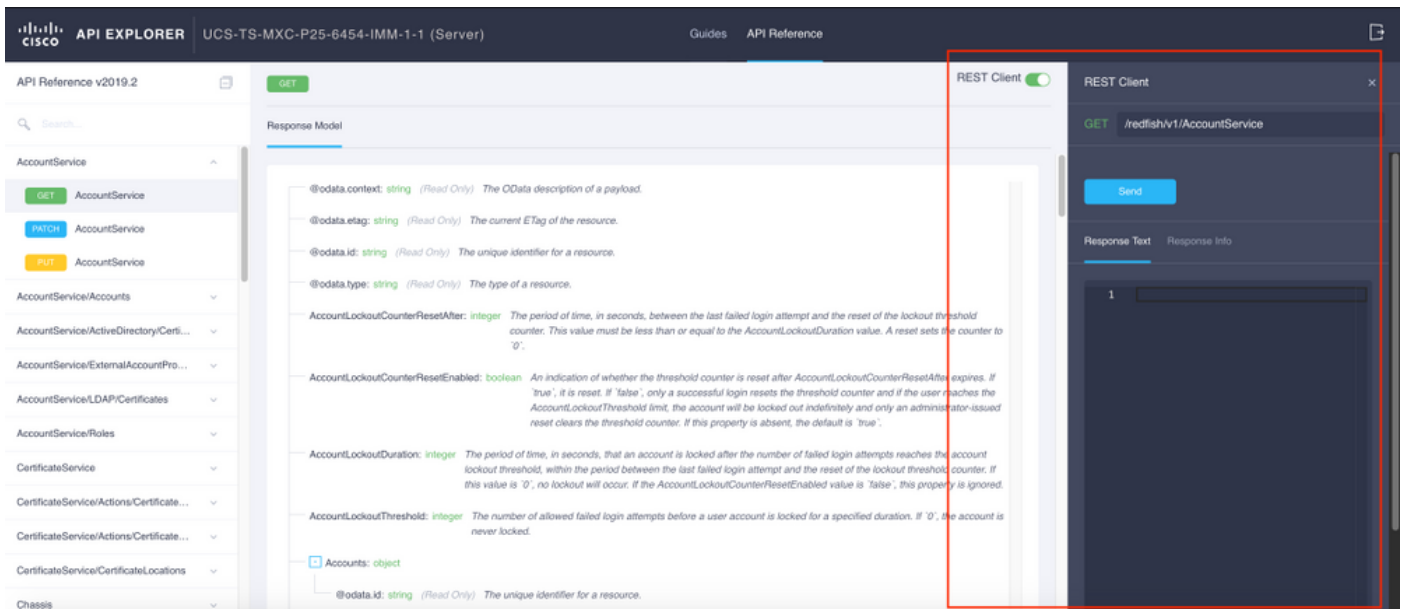 CISCO API EXPLORER UCS-TS-MXC-P25-6454-IMM-1-1 (Server) Guides API Reference
API Reference v2019.2
Search...
AccountService
GET AccountService
PATCH AccountService
PUT AccountService
AccountService/Accounts
AccountService/ActiveDirectory/Certi...
AccountService/ExternalAccountPro...
AccountService/LDAP/Certificates
AccountService/Roles
CertificateService
CertificateService/Actions/Certificate...
CertificateService/Actions/Certificate...
CertificateService/CertificateLocations
Chassis
GET
REST Client
Response Model
@odata.context: string (Read Only) The OData description of a payload.
@odata.etag: string (Read Only) The current ETag of the resource.
@odata.id: string (Read Only) The unique identifier for a resource.
@odata.type: string (Read Only) The type of a resource.
AccountLockoutCounterResetAfter: integer The period of time, in seconds, between the last failed login attempt and the reset of the lockout threshold
counter. This value must be less than or equal to the AccountLockoutDuration value. A reset sets the counter to
`0`.
AccountLockoutCounterResetEnabled: boolean An indication of whether the threshold counter is reset after AccountLockoutCounterResetAfter expires. If
`true`, it is reset. If `false`, only a successful login resets the threshold counter and if the user reaches the
AccountLockoutThreshold limit, the account will be locked out indefinitely and only an administrator-issued
reset clears the threshold counter. If this property is absent, the default is `true`.
AccountLockoutDuration: integer The period of time, in seconds, that an account is locked after the number of failed login attempts reaches the account
lockout threshold, within the period between the last failed login attempt and the reset of the lockout threshold counter. If
this value is `0`, no lockout will occur. If the AccountLockoutCounterResetEnabled value is `false`, this property is ignored.
AccountLockoutThreshold: integer The number of allowed failed login attempts before a user account is locked for a specified duration. If `0`, the account is
never locked.
Accounts: object
@odata.id: string (Read Only) The unique identifier for a resource.
REST Client ×
GET /redfish/v1/AccountService
Send
Response Text Response Info
1